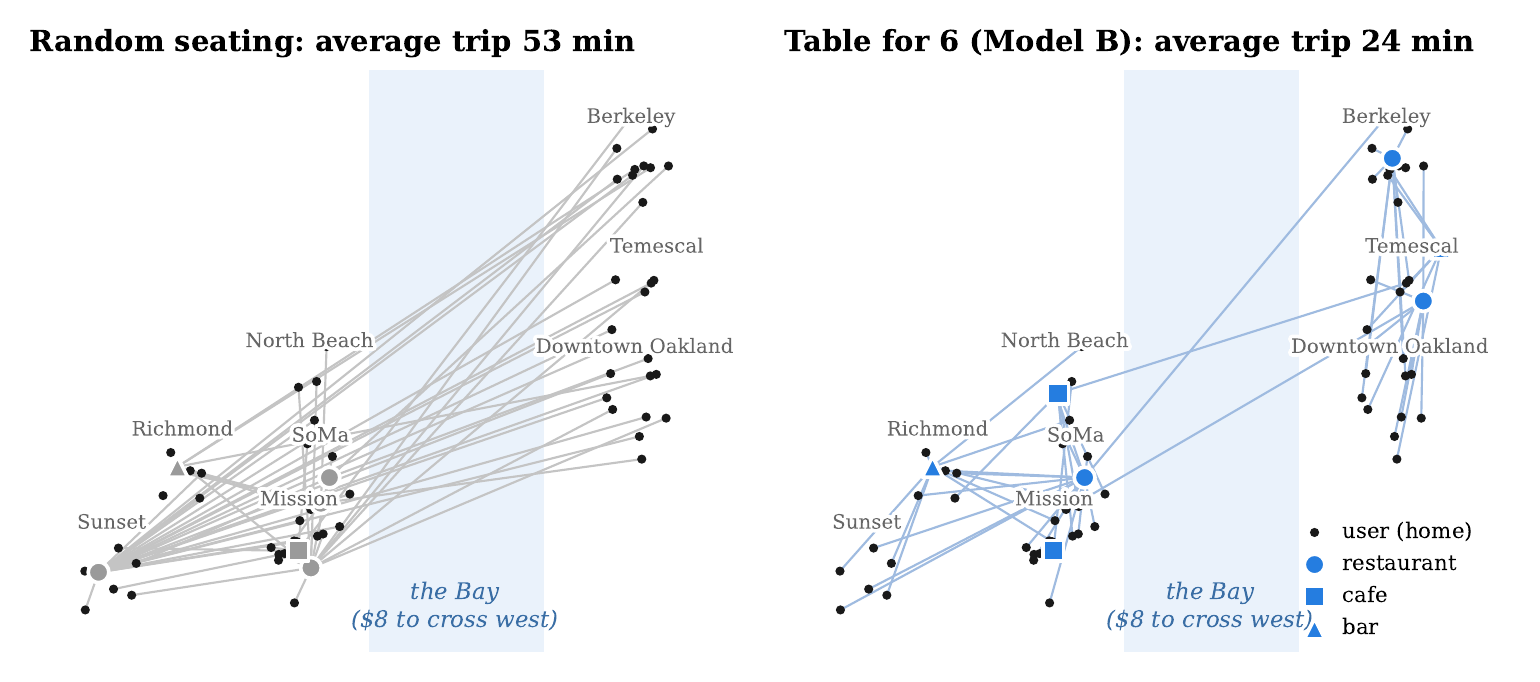 Random seating: average trip 53 min
Berkeley
Temescal
North Beach
Downtown Oakland
Richmond
SoMa
Mission
Sunset
the Bay
($8 to cross west)
Table for 6 (Model B): average trip 24 min
Berkeley
Temescal
North Beach
Downtown Oakland
Richmond
SoMa
Mission
Sunset
the Bay
($8 to cross west)
user (home)
restaurant
cafe
bar